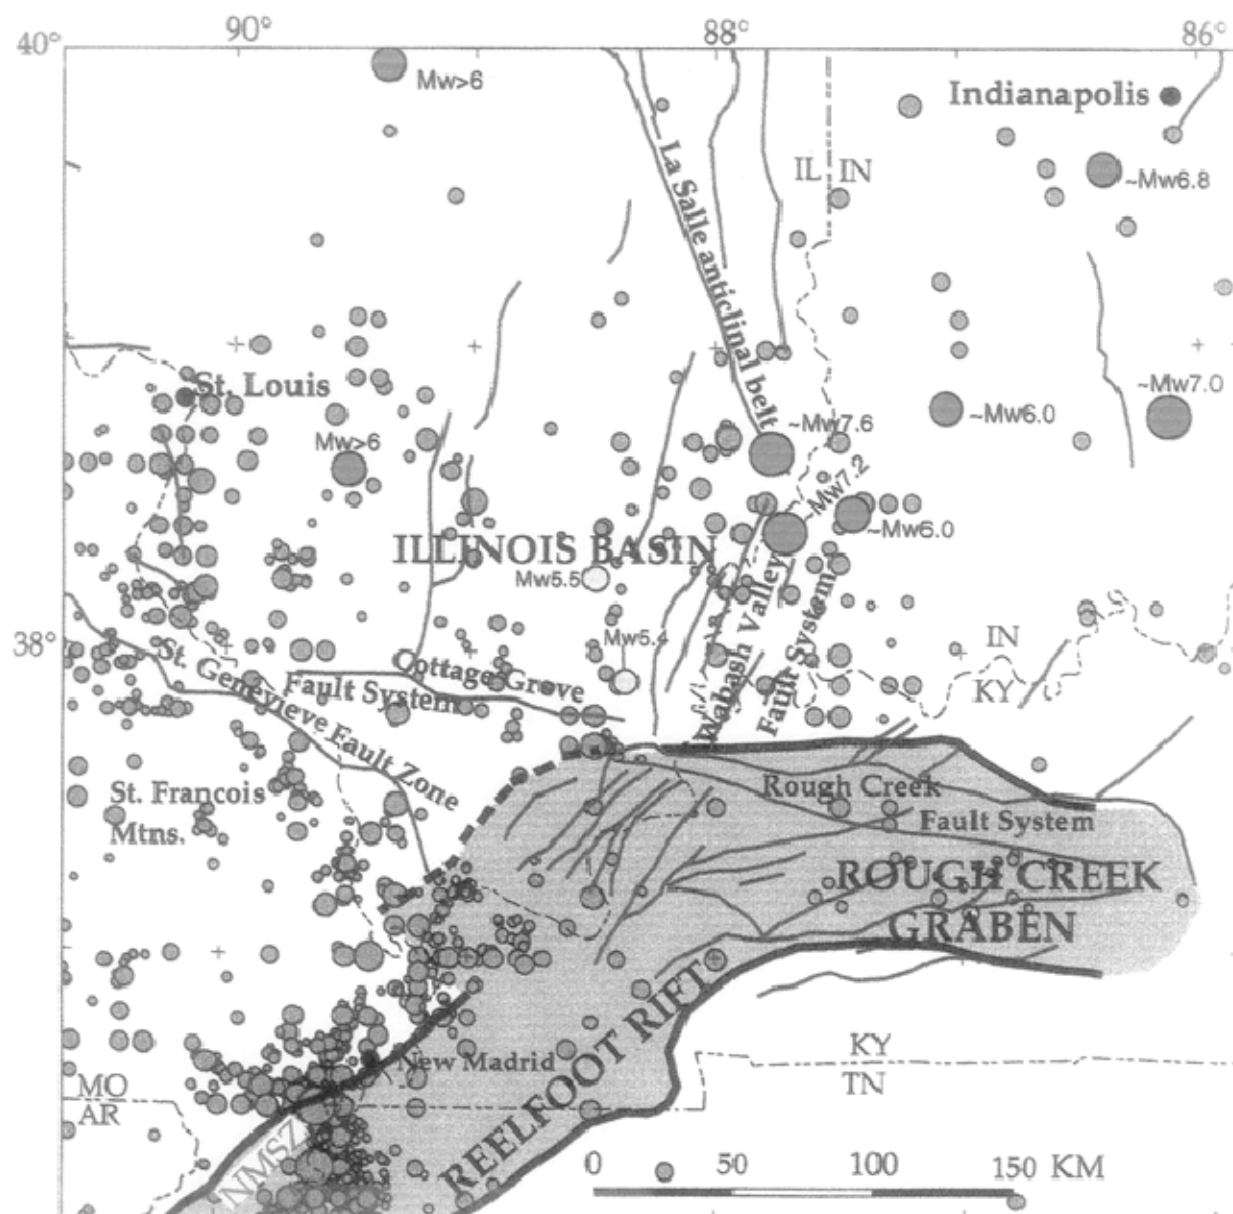 90°
88°
86°
40°
Mw>6
Indianapolis
IL IN
~Mw6.8
La Salle anticlinal belt
St. Louis
~Mw7.0
~Mw7.6
~Mw6.0
Mw>6
~Mw7.2
~Mw6.0
ILLINOIS BASIN
Mw5.5
38°
Mw5.4
IN
KY
Wabash Valley
Fault System
Cottage Grove
Fault System
St. Genevieve Fault Zone
St. Francois
Mtns.
Rough Creek
Fault System
ROUGH CREEK
GRABEN
REELFOOT RIFT
New Madrid
KY
TN
MO
AR
NMSZ
0 50 100 150 KM